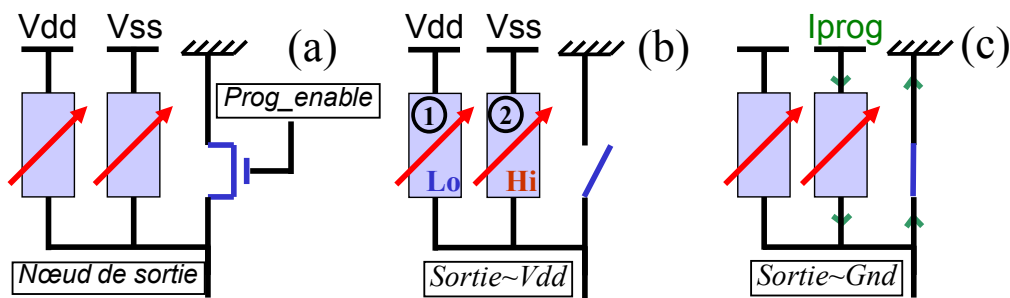 Vdd Vss (a)
Prog_enable
Nœud de sortie
Vdd Vss (b)
1 2
Lo Hi
Sortie~Vdd
Iprog (c)
Sortie~Gnd